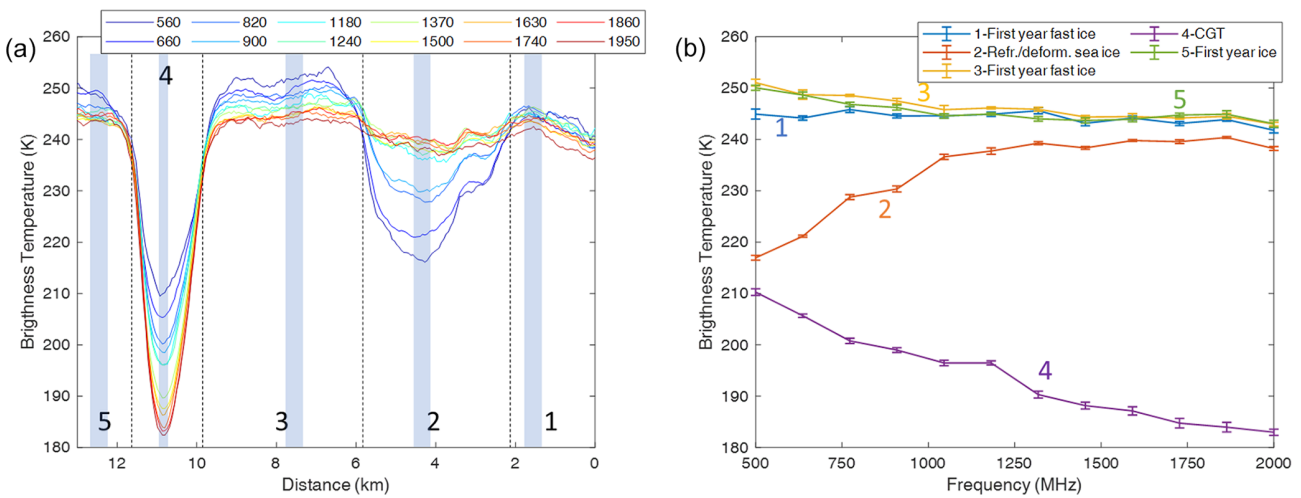 (a)
560 820 1180 1370 1630 1860
660 900 1240 1500 1740 1950
260
250
240
230
220
210
200
190
180
Brigthness Temperature (K)
4
5
3
2
1
12 10 8 6 4 2 0
Distance (km)
(b)
1-First year fast ice 4-CGT
2-Refr./deform. sea ice 5-First year ice
3-First year fast ice
260
250
240
230
220
210
200
190
180
Brigthness Temperature (K)
3
5
1
2
4
500 750 1000 1250 1500 1750 2000
Frequency (MHz)